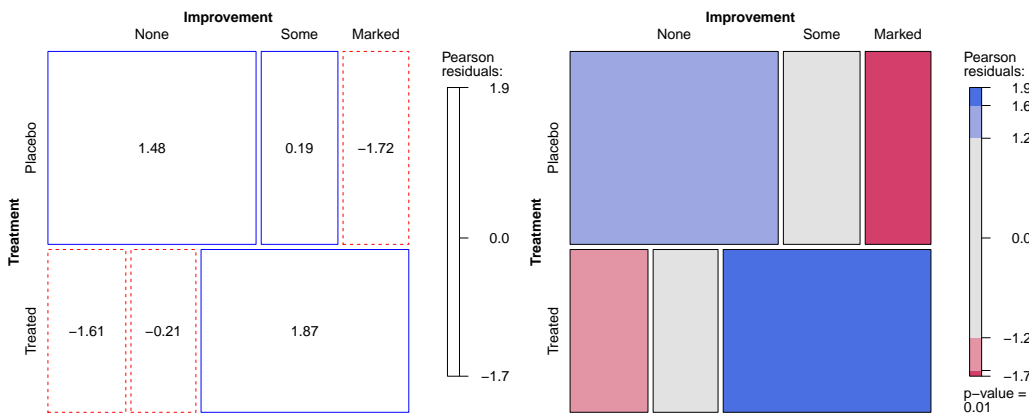 Improvement
None Some Marked
Treatment
Placebo
Treated
1.48 0.19 −1.72
−1.61 −0.21 1.87
Pearson
residuals:
1.9
0.0
−1.7
Improvement
None Some Marked
Treatment
Placebo
Treated
Pearson
residuals:
1.9
1.6
1.2
0.0
−1.2
−1.7
p−value =
0.01